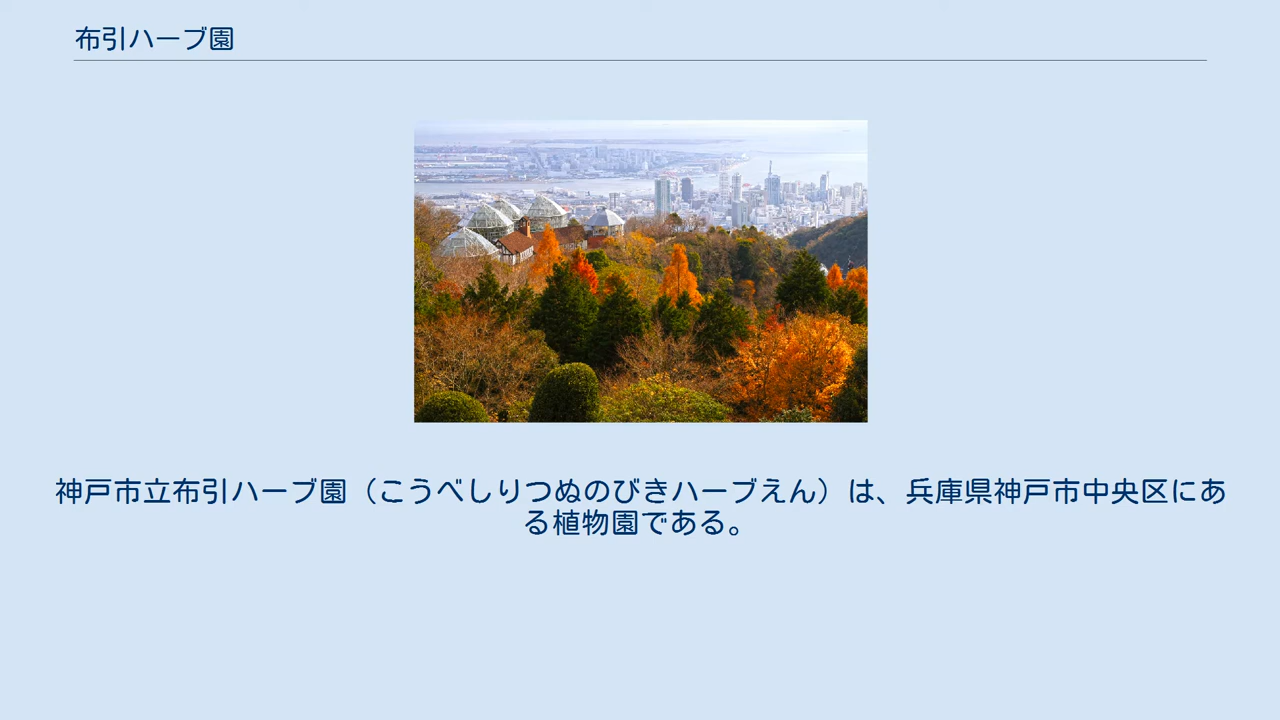 布引ハーブ園
神戸市立布引ハーブ園（こうべしりつぬのびきハーブえん）は、兵庫県神戸市中央区にあ
る植物園である。